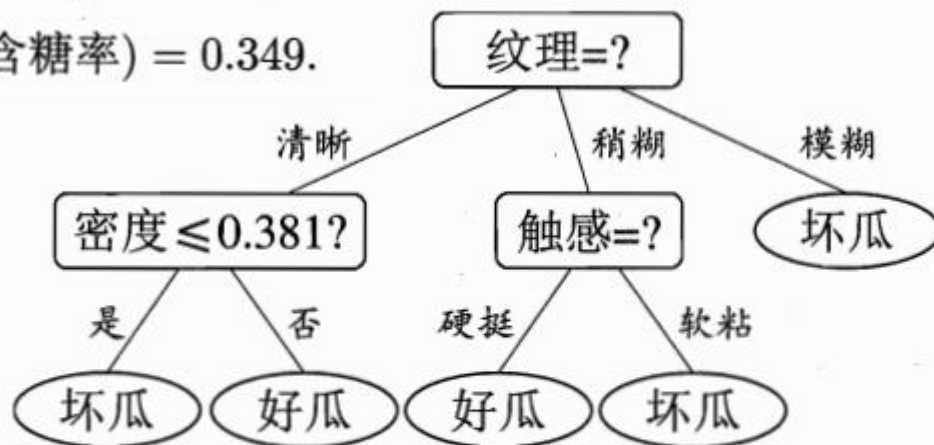 含糖率) = 0.349.
纹理=?
清晰
稍糊
模糊
密度⩽0.381?
触感=?
坏瓜
是
否
硬挺
软粘
坏瓜
好瓜
好瓜
坏瓜